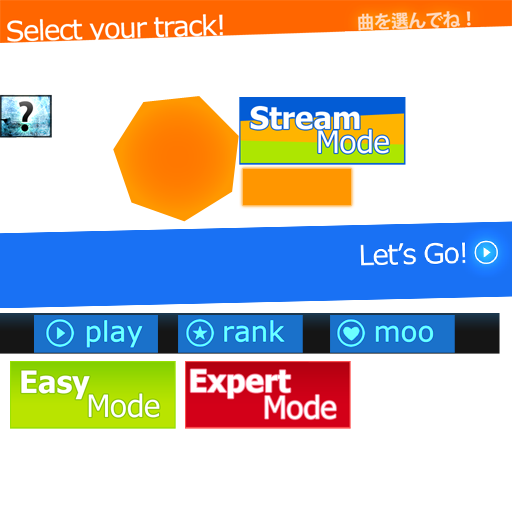 Select your track!
曲を選んでね！
?
Stream
Mode
Let's Go!
play
rank
moo
Easy
Mode
Expert
Mode